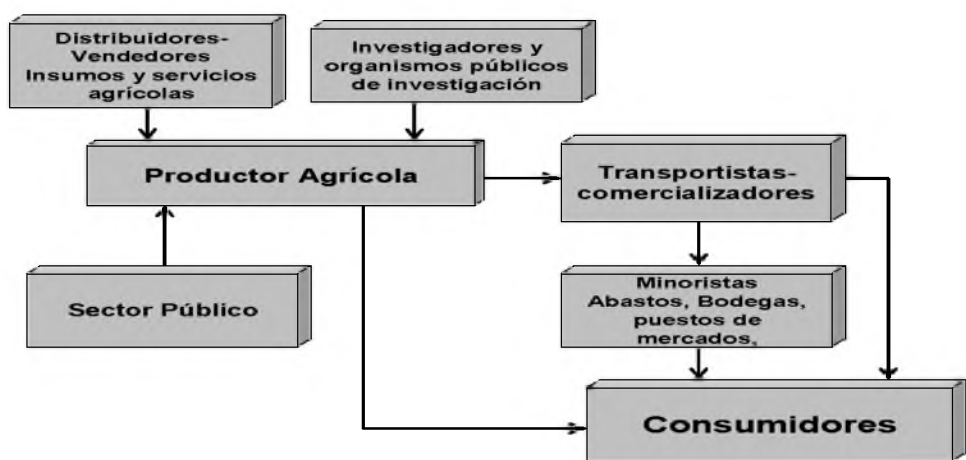 Distribuidores-
Vendedores
Insumos y servicios
agrícolas
Investigadores y
organismos públicos
de investigación
Productor Agrícola
Transportistas-
comercializadores
Sector Público
Minoristas
Abastos, Bodegas,
puestos de
mercados,
Consumidores